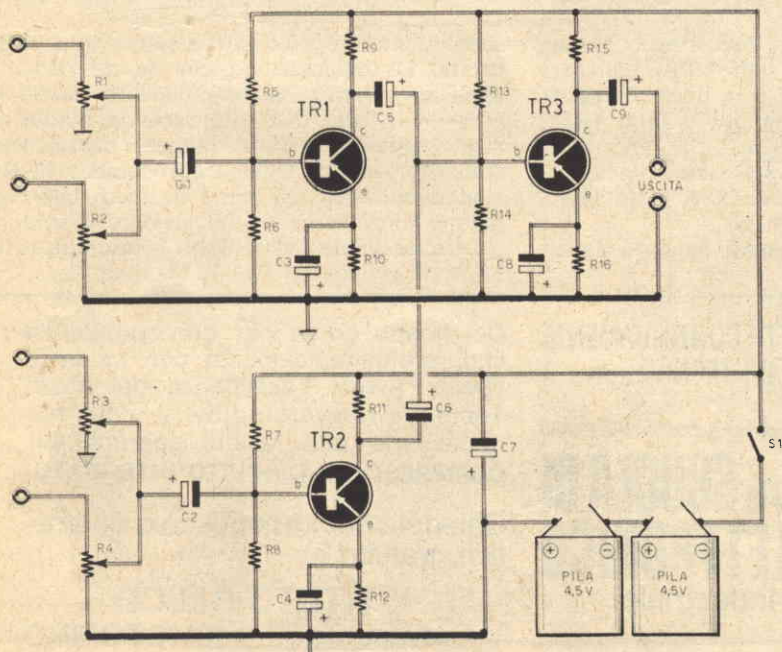 R1
R2
+
C1
R5
R6
TR1
b
c
e
R9
C3
+
R10
C5
+
R13
R14
TR3
b
c
e
R15
C8
+
R16
C9
+
USCITA
R3
R4
+
C2
R7
R8
TR2
b
c
e
R11
C4
+
R12
+
C6
C7
+
S1
+ -
PILA
4,5V
+ -
PILA
4,5V